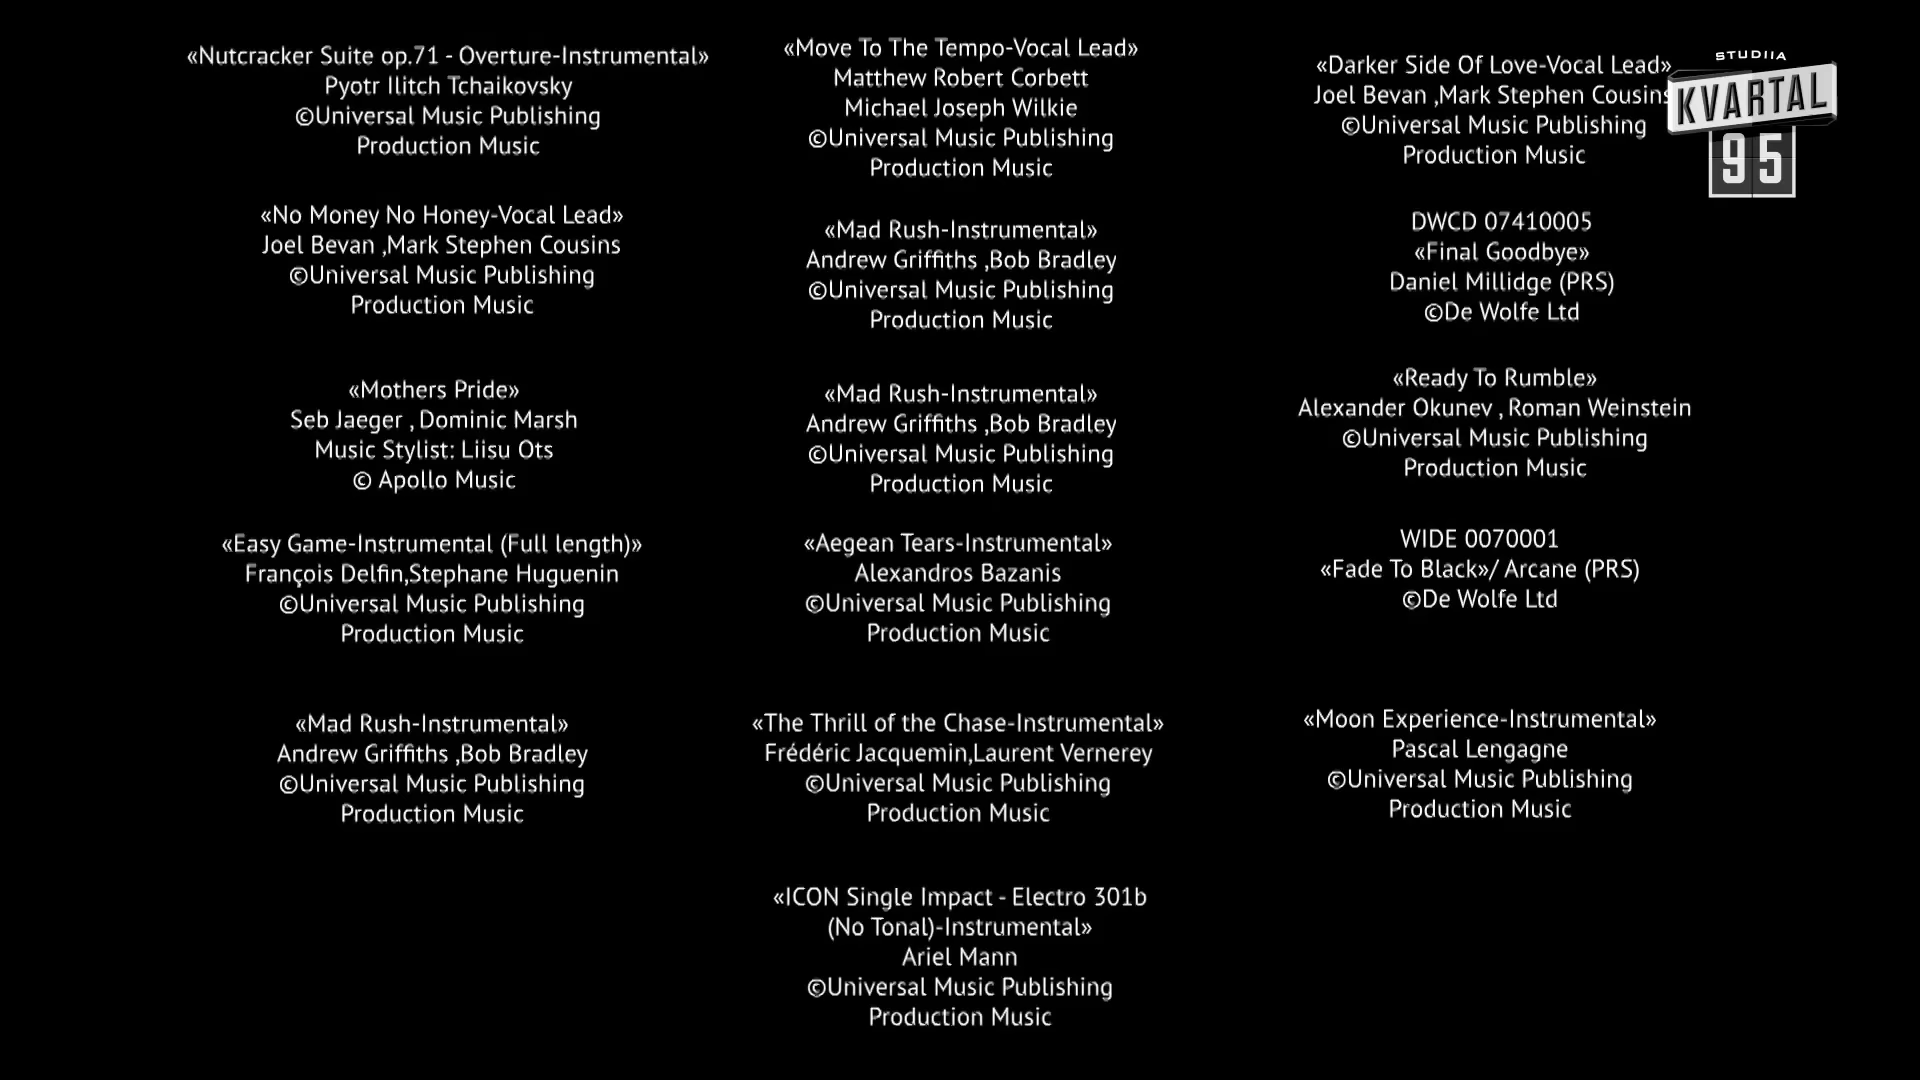 «Nutcracker Suite op.71 - Overture-Instrumental»
Pyotr Ilitch Tchaikovsky
©Universal Music Publishing
Production Music
«No Money No Honey-Vocal Lead»
Joel Bevan ,Mark Stephen Cousins
©Universal Music Publishing
Production Music
«Mothers Pride»
Seb Jaeger , Dominic Marsh
Music Stylist: Liisu Ots
© Apollo Music
«Easy Game-Instrumental (Full length)»
François Delfin,Stephane Huguenin
©Universal Music Publishing
Production Music
«Mad Rush-Instrumental»
Andrew Griffiths ,Bob Bradley
©Universal Music Publishing
Production Music
«Move To The Tempo-Vocal Lead»
Matthew Robert Corbett
Michael Joseph Wilkie
©Universal Music Publishing
Production Music
«Mad Rush-Instrumental»
Andrew Griffiths ,Bob Bradley
©Universal Music Publishing
Production Music
«Mad Rush-Instrumental»
Andrew Griffiths ,Bob Bradley
©Universal Music Publishing
Production Music
«Aegean Tears-Instrumental»
Alexandros Bazanis
©Universal Music Publishing
Production Music
«The Thrill of the Chase-Instrumental»
Frédéric Jacquemin,Laurent Vernerey
©Universal Music Publishing
Production Music
«ICON Single Impact - Electro 301b
(No Tonal)-Instrumental»
Ariel Mann
©Universal Music Publishing
Production Music
«Darker Side Of Love-Vocal Lead»
Joel Bevan ,Mark Stephen Cousins
©Universal Music Publishing
Production Music
DWCD 07410005
«Final Goodbye»
Daniel Millidge (PRS)
©De Wolfe Ltd
«Ready To Rumble»
Alexander Okunev , Roman Weinstein
©Universal Music Publishing
Production Music
WIDE 0070001
«Fade To Black»/ Arcane (PRS)
©De Wolfe Ltd
«Moon Experience-Instrumental»
Pascal Lengagne
©Universal Music Publishing
Production Music
STUDIIA
KVARTAL
95